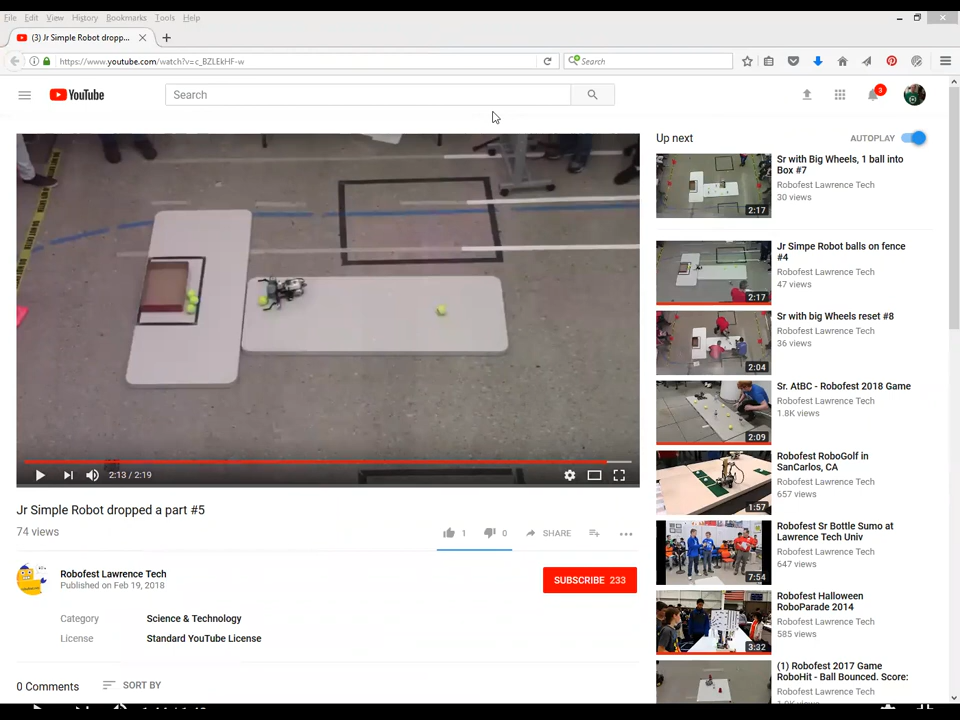 File Edit View History Bookmarks Tools Help
(3) Jr Simple Robot dropp...
https://www.youtube.com/watch?v=c_BZLEkHF-w
Search
YouTube
Search
3
Up next
AUTOPLAY
Sr with Big Wheels, 1 ball into
Box #7
Robofest Lawrence Tech
30 views
2:17
Jr Simpe Robot balls on fence
#4
Robofest Lawrence Tech
47 views
2:17
Sr with big Wheels reset #8
Robofest Lawrence Tech
36 views
2:04
Sr. AtBC - Robofest 2018 Game
Robofest Lawrence Tech
1.8K views
2:09
Robofest RoboGolf in
SanCarlos, CA
Robofest Lawrence Tech
657 views
1:57
Robofest Sr Bottle Sumo at
Lawrence Tech Univ
Robofest Lawrence Tech
647 views
7:54
Robofest Halloween
RoboParade 2014
Robofest Lawrence Tech
585 views
3:32
(1) Robofest 2017 Game
RoboHit - Ball Bounced. Score:
Robofest Lawrence Tech
2:13 / 2:19
Jr Simple Robot dropped a part #5
74 views
1 0 SHARE
Robofest Lawrence Tech
Published on Feb 19, 2018
SUBSCRIBE 233
Category Science & Technology
License Standard YouTube License
0 Comments SORT BY